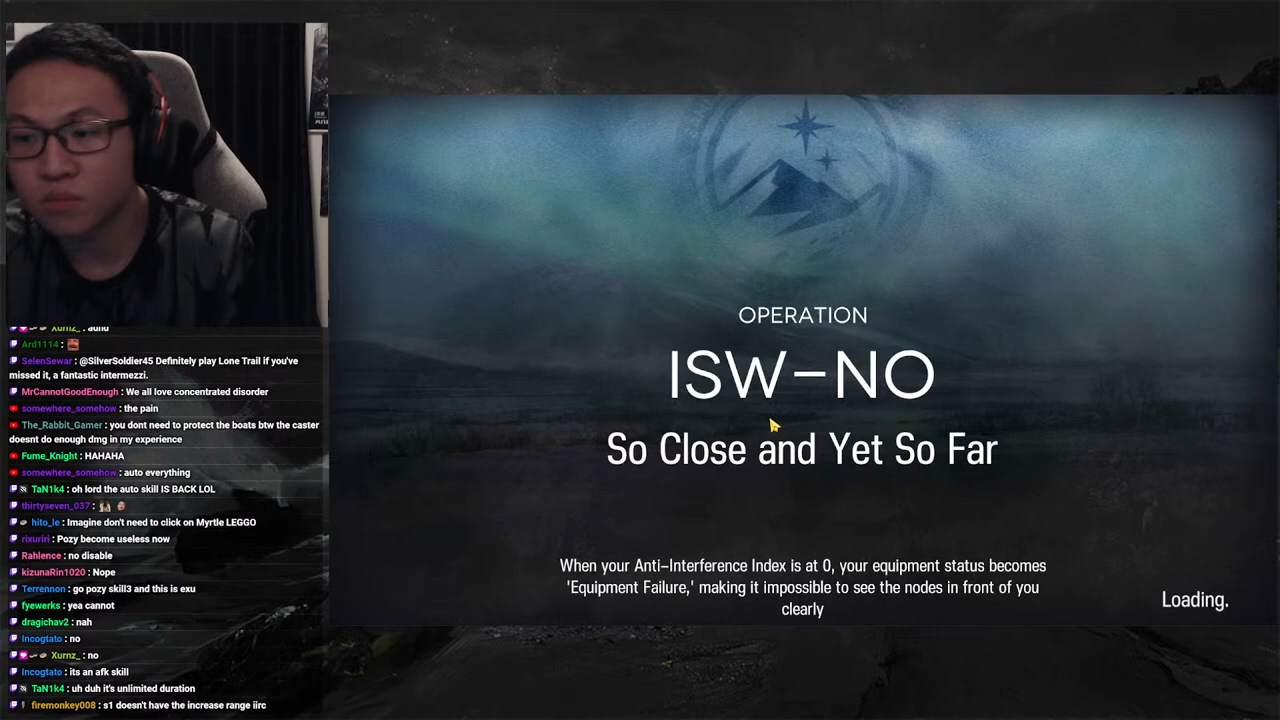 Xurnz_ : auhd
Ard1114 :
SelenSewar : @SilverSoldier45 Definitely play Lone Trail if you've
missed it, a fantastic intermezzi.
MrCannotGoodEnough : We all love concentrated disorder
somewhere_somehow : the pain
The_Rabbit_Gamer : you dont need to protect the boats btw the caster
doesnt do enough dmg in my experience
Fume_Knight : HAHAHA
somewhere_somehow : auto everything
TaN1k4 : oh lord the auto skill IS BACK LOL
thirtyseven_037 :
hito_le : Imagine don't need to click on Myrtle LEGGO
rixuriri : Pozy become useless now
Rahlence : no disable
kizunaRin1020 : Nope
Terrennon : go pozy skill3 and this is exu
fyewerks : yea cannot
dragichav2 : nah
Incogtato : no
Xurnz_ : no
Incogtato : its an afk skill
TaN1k4 : uh duh it's unlimited duration
firemonkey008 : s1 doesn't have the increase range iirc
OPERATION
ISW-NO
So Close and Yet So Far
When your Anti-Interference Index is at 0, your equipment status becomes
'Equipment Failure,' making it impossible to see the nodes in front of you
clearly
Loading.